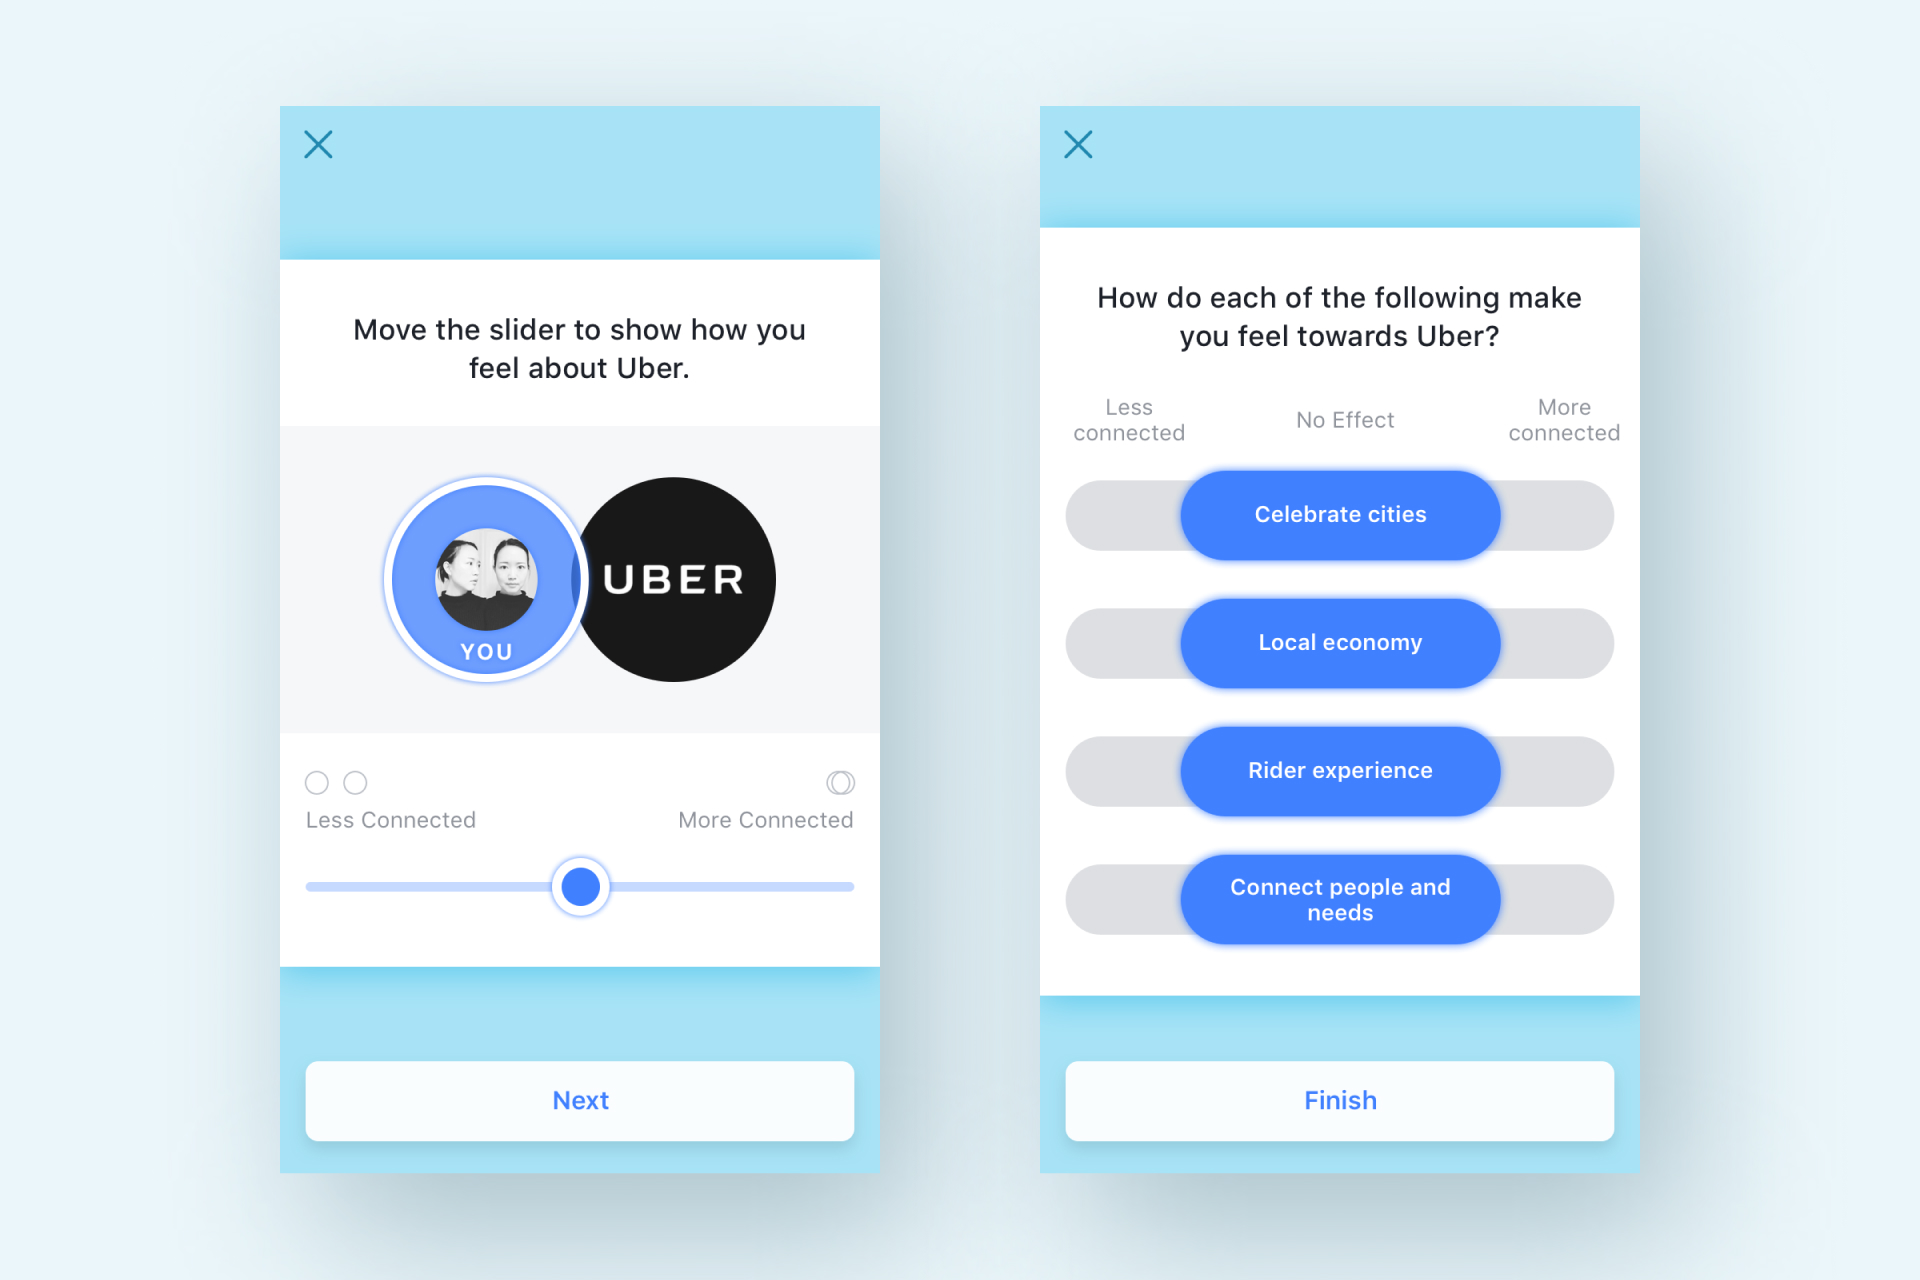 Move the slider to show how you
feel about Uber.
YOU
UBER
Less Connected
More Connected
Next
How do each of the following make
you feel towards Uber?
Less
connected
No Effect
More
connected
Celebrate cities
Local economy
Rider experience
Connect people and
needs
Finish